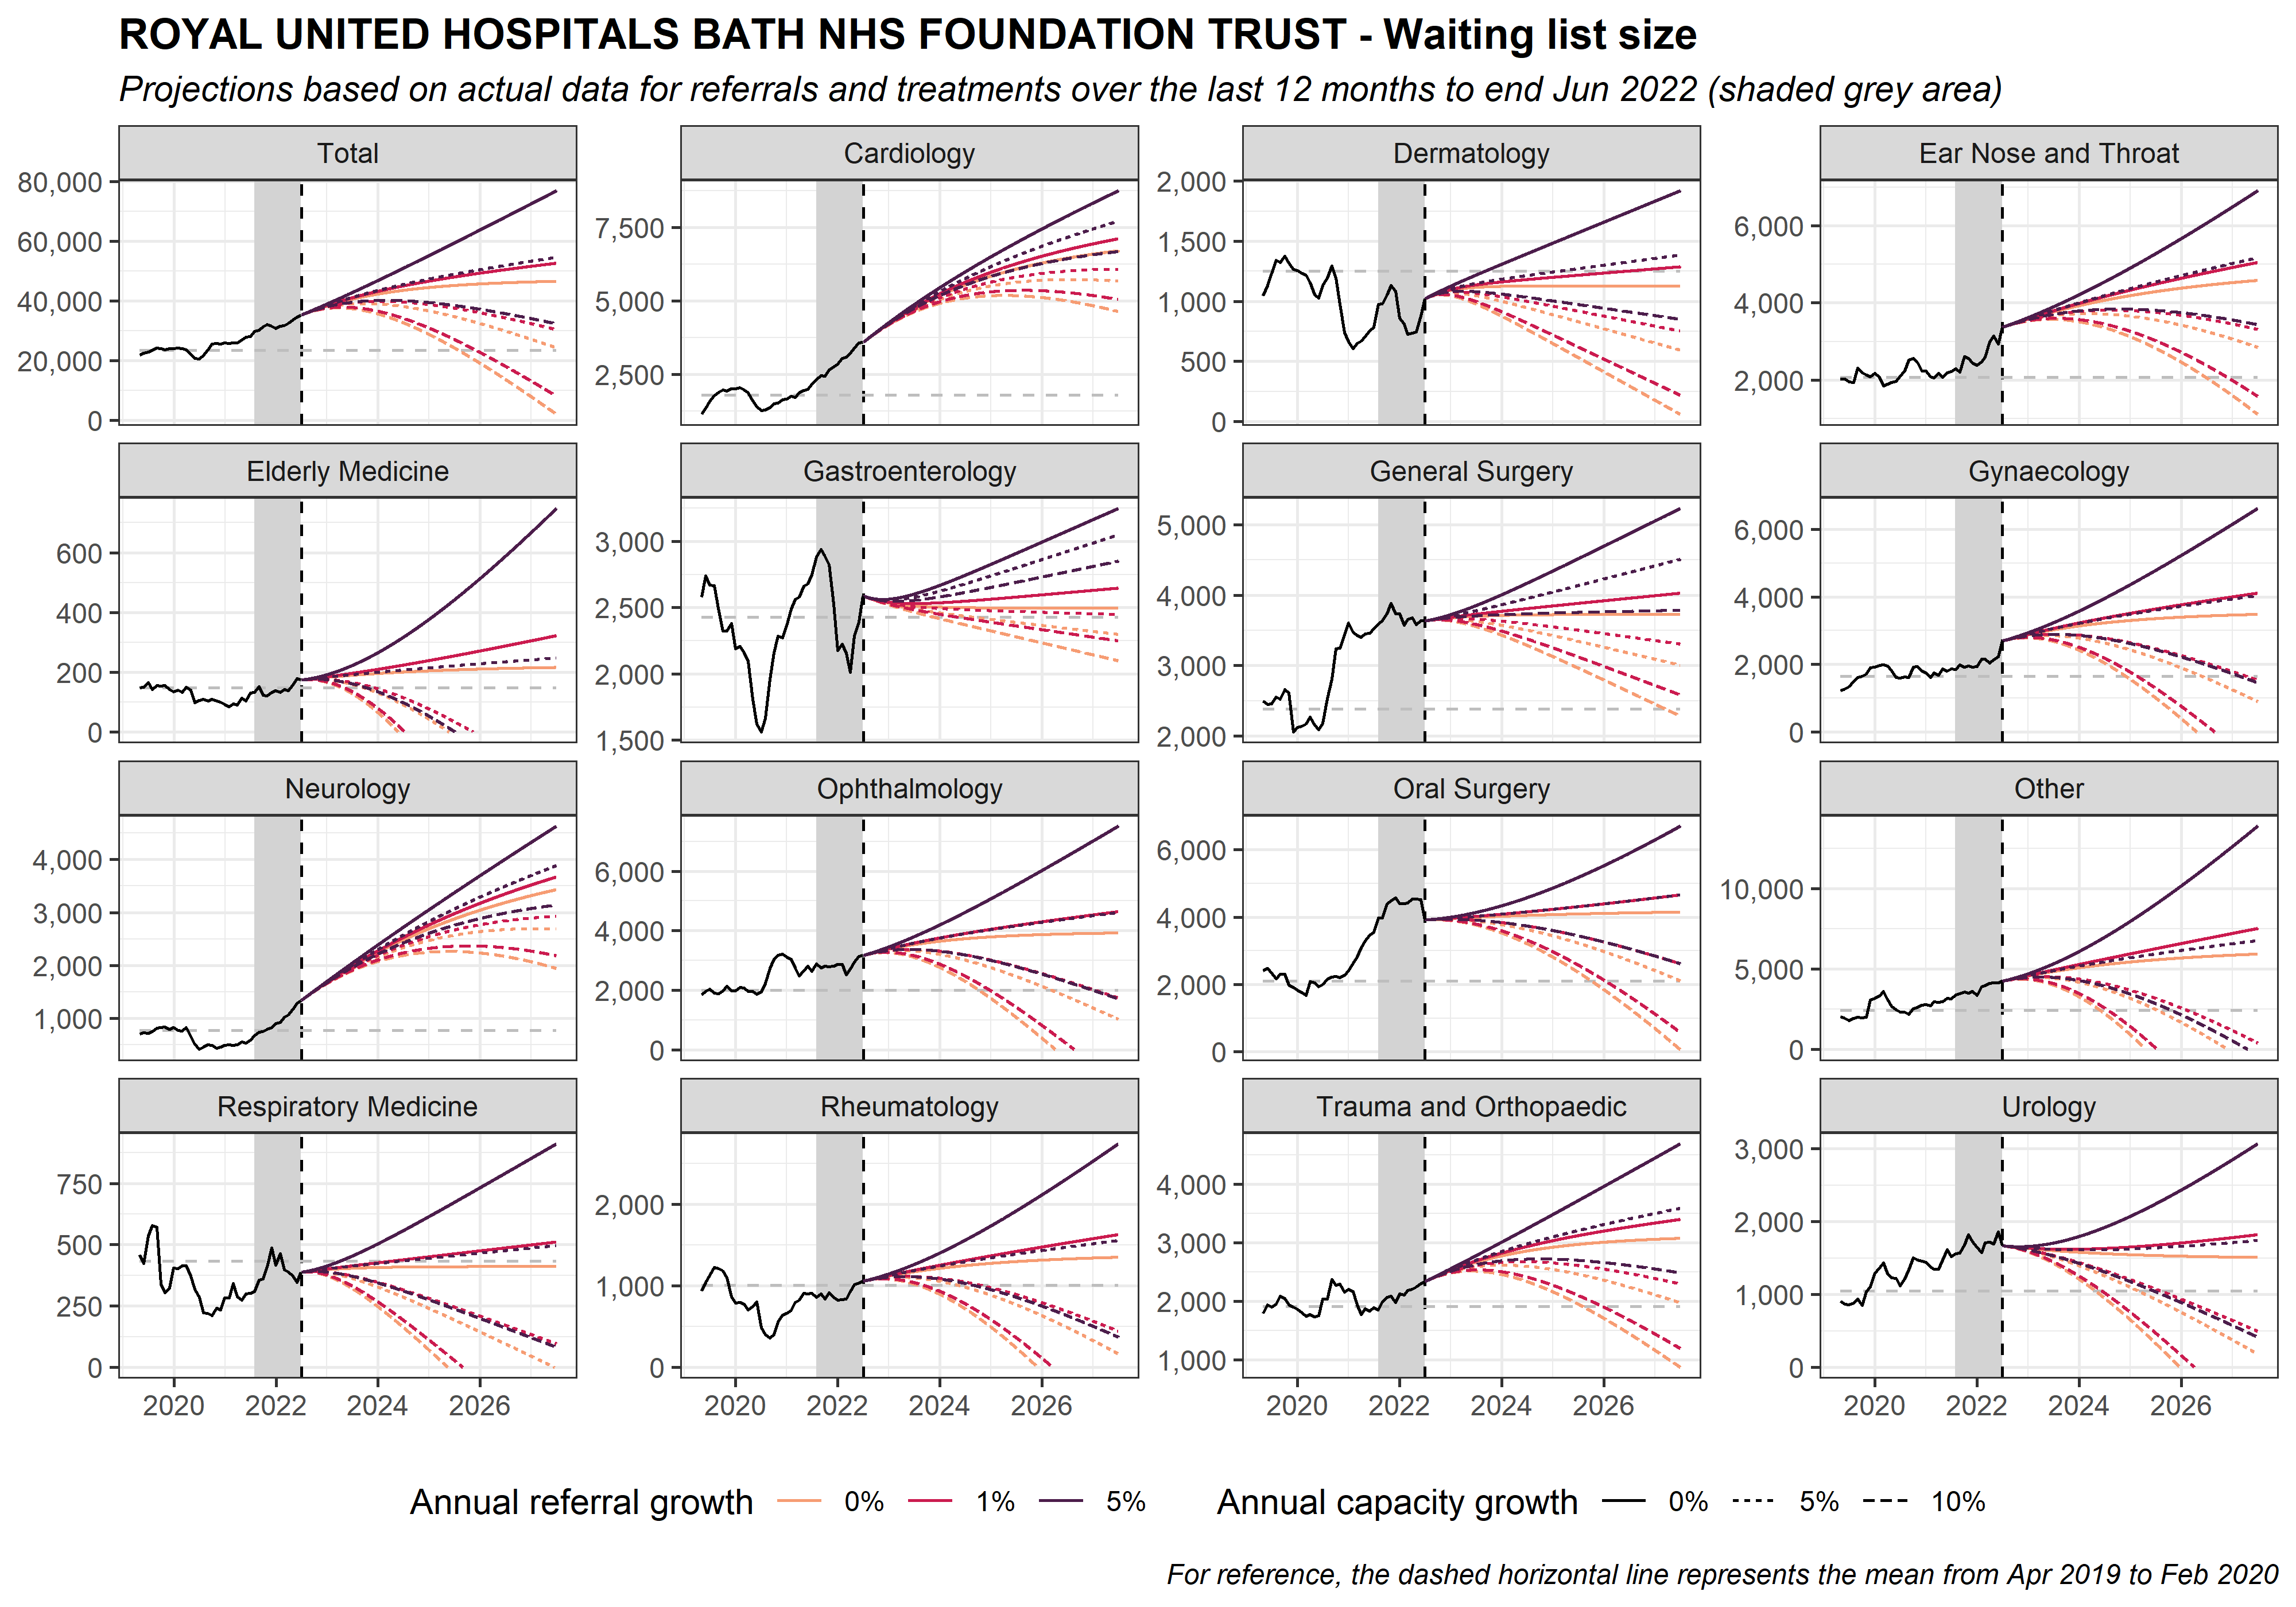 ROYAL UNITED HOSPITALS BATH NHS FOUNDATION TRUST - Waiting list size
Projections based on actual data for referrals and treatments over the last 12 months to end Jun 2022 (shaded grey area)
Total
Cardiology
Dermatology
Ear Nose and Throat
80,000
60,000
40,000
20,000
0
7,500
5,000
2,500
2,000
1,500
1,000
500
0
6,000
4,000
2,000
Elderly Medicine
Gastroenterology
General Surgery
Gynaecology
600
400
200
0
3,000
2,500
2,000
1,500
5,000
4,000
3,000
2,000
6,000
4,000
2,000
0
Neurology
Ophthalmology
Oral Surgery
Other
4,000
3,000
2,000
1,000
6,000
4,000
2,000
0
6,000
4,000
2,000
0
10,000
5,000
0
Respiratory Medicine
Rheumatology
Trauma and Orthopaedic
Urology
750
500
250
0
2,000
1,000
0
4,000
3,000
2,000
1,000
3,000
2,000
1,000
0
2020 2022 2024 2026
2020 2022 2024 2026
2020 2022 2024 2026
2020 2022 2024 2026
Annual referral growth 0% 1% 5%
Annual capacity growth 0% 5% 10%
For reference, the dashed horizontal line represents the mean from Apr 2019 to Feb 2020